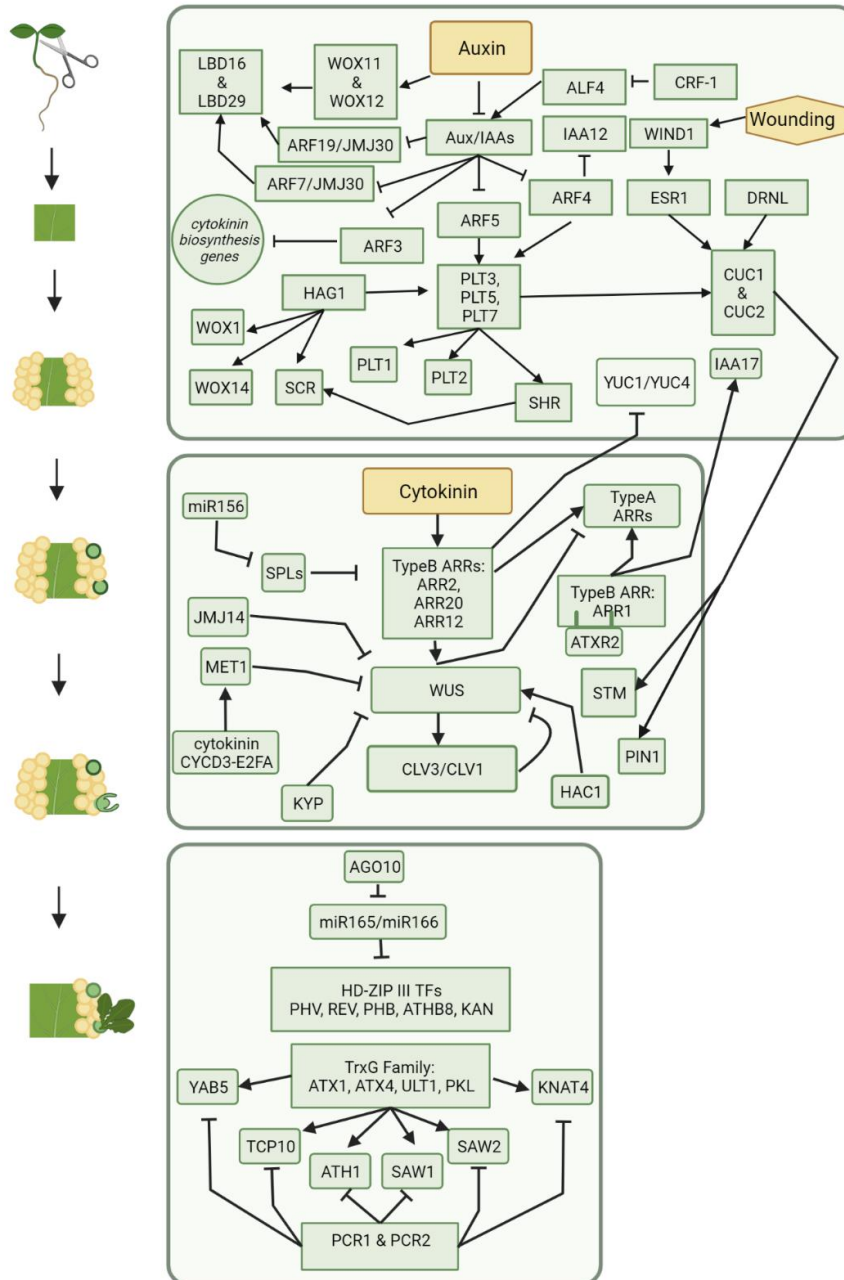 Auxin
LBD16
&
LBD29
WOX11
&
WOX12
ALF4
CRF-1
Wounding
ARF19/JMJ30
Aux/IAAs
IAA12
WIND1
ARF7/JMJ30
cytokinin
biosynthesis
genes
ARF3
ARF5
ARF4
ESR1
DRNL
HAG1
PLT3,
PLT5,
PLT7
CUC1
&
CUC2
WOX1
WOX14
SCR
PLT1
PLT2
SHR
YUC1/YUC4
IAA17
Cytokinin
miR156
SPLs
TypeB ARRs:
ARR2,
ARR20
ARR12
TypeA
ARRs
TypeB ARR:
ARR1
ATXR2
JMJ14
MET1
WUS
STM
cytokinin
CYCD3-E2FA
CLV3/CLV1
PIN1
KYP
HAC1
AGO10
miR165/miR166
HD-ZIP III TFs
PHV, REV, PHB, ATHB8, KAN
TrxG Family:
ATX1, ATX4, ULT1, PKL
YAB5
KNAT4
TCP10
ATH1
SAW1
SAW2
PCR1 & PCR2